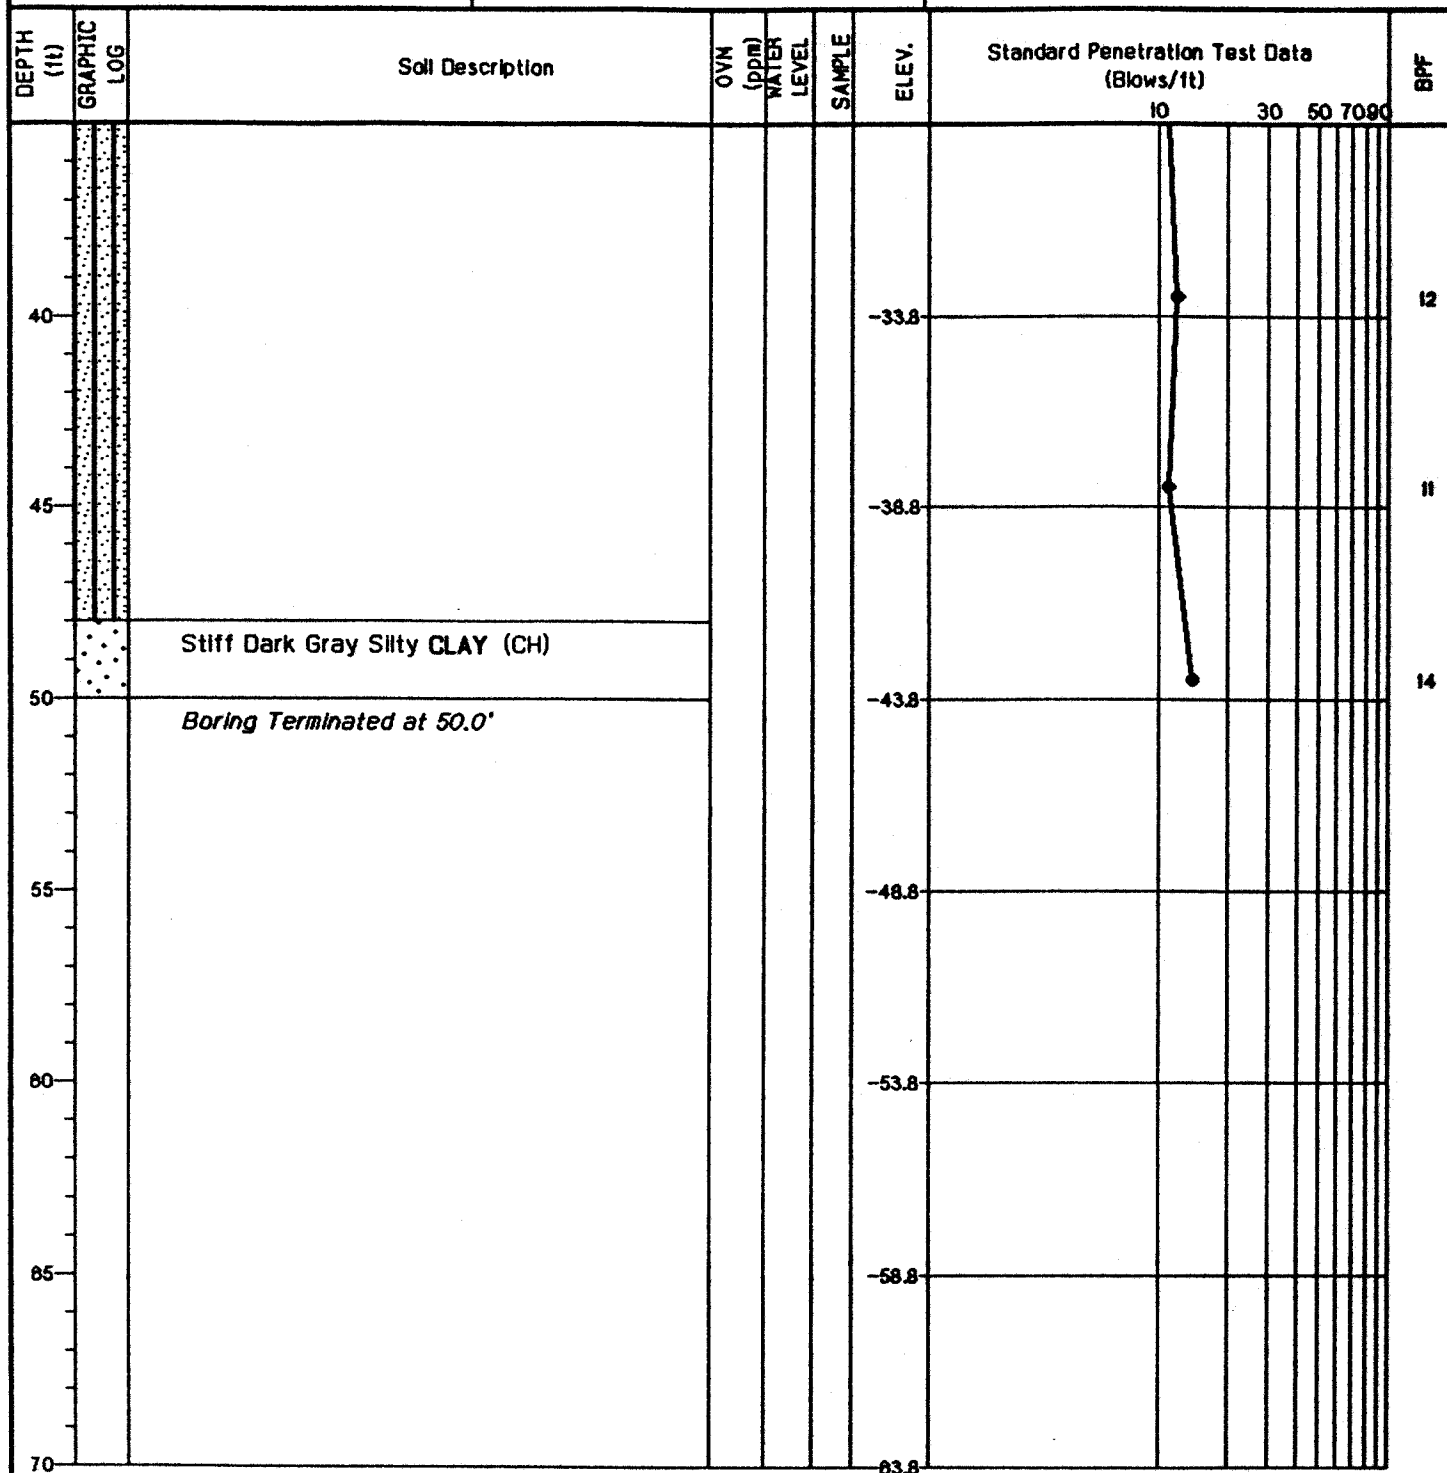 DEPTH (ft)
GRAPHIC LOG
Soil Description
OVN (ppm)
WATER LEVEL
SAMPLE
ELEV.
Standard Penetration Test Data
(Blows/ft)
BPF
10 30 50 70 90
12
40 -33.8
11
45 -38.8
Stiff Dark Gray Silty CLAY (CH)
14
50 -43.8
Boring Terminated at 50.0'
55 -48.8
60 -53.8
65 -58.8
70 -63.8